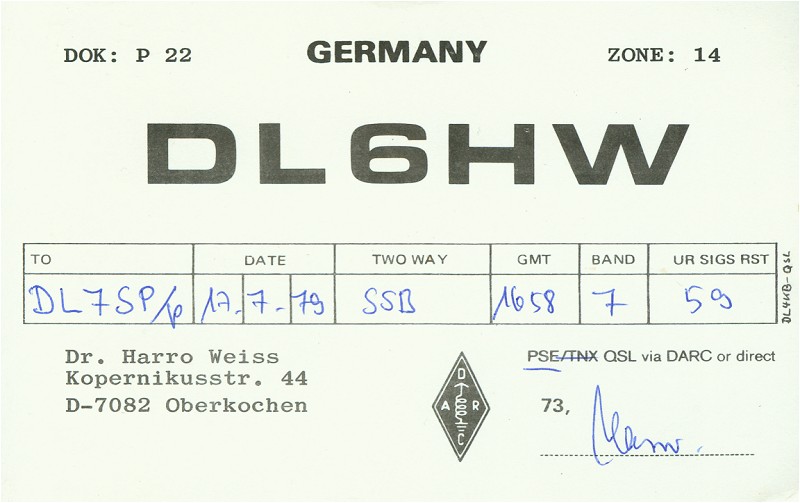 DOK: P 22 GERMANY ZONE: 14
DL6HW
TO DATE TWO WAY GMT BAND UR SIGS RST
DL7SP/p 17.7.79 SSB 1658 7 59
DL4UB-QSL
Dr. Harro Weiss
Kopernikusstr. 44
D-7082 Oberkochen
D A R C
PSE/TNX QSL via DARC or direct
73,
Harro.